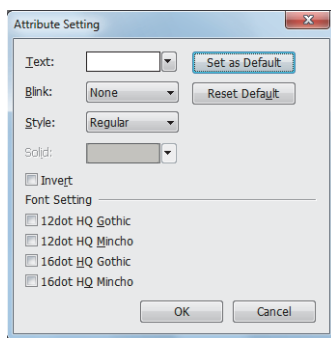 Attribute Setting
Text: Set as Default
Blink: None Reset Default
Style: Regular
Solid:
Invert
Font Setting
12dot HQ Gothic
12dot HQ Mincho
16dot HQ Gothic
16dot HQ Mincho
OK Cancel